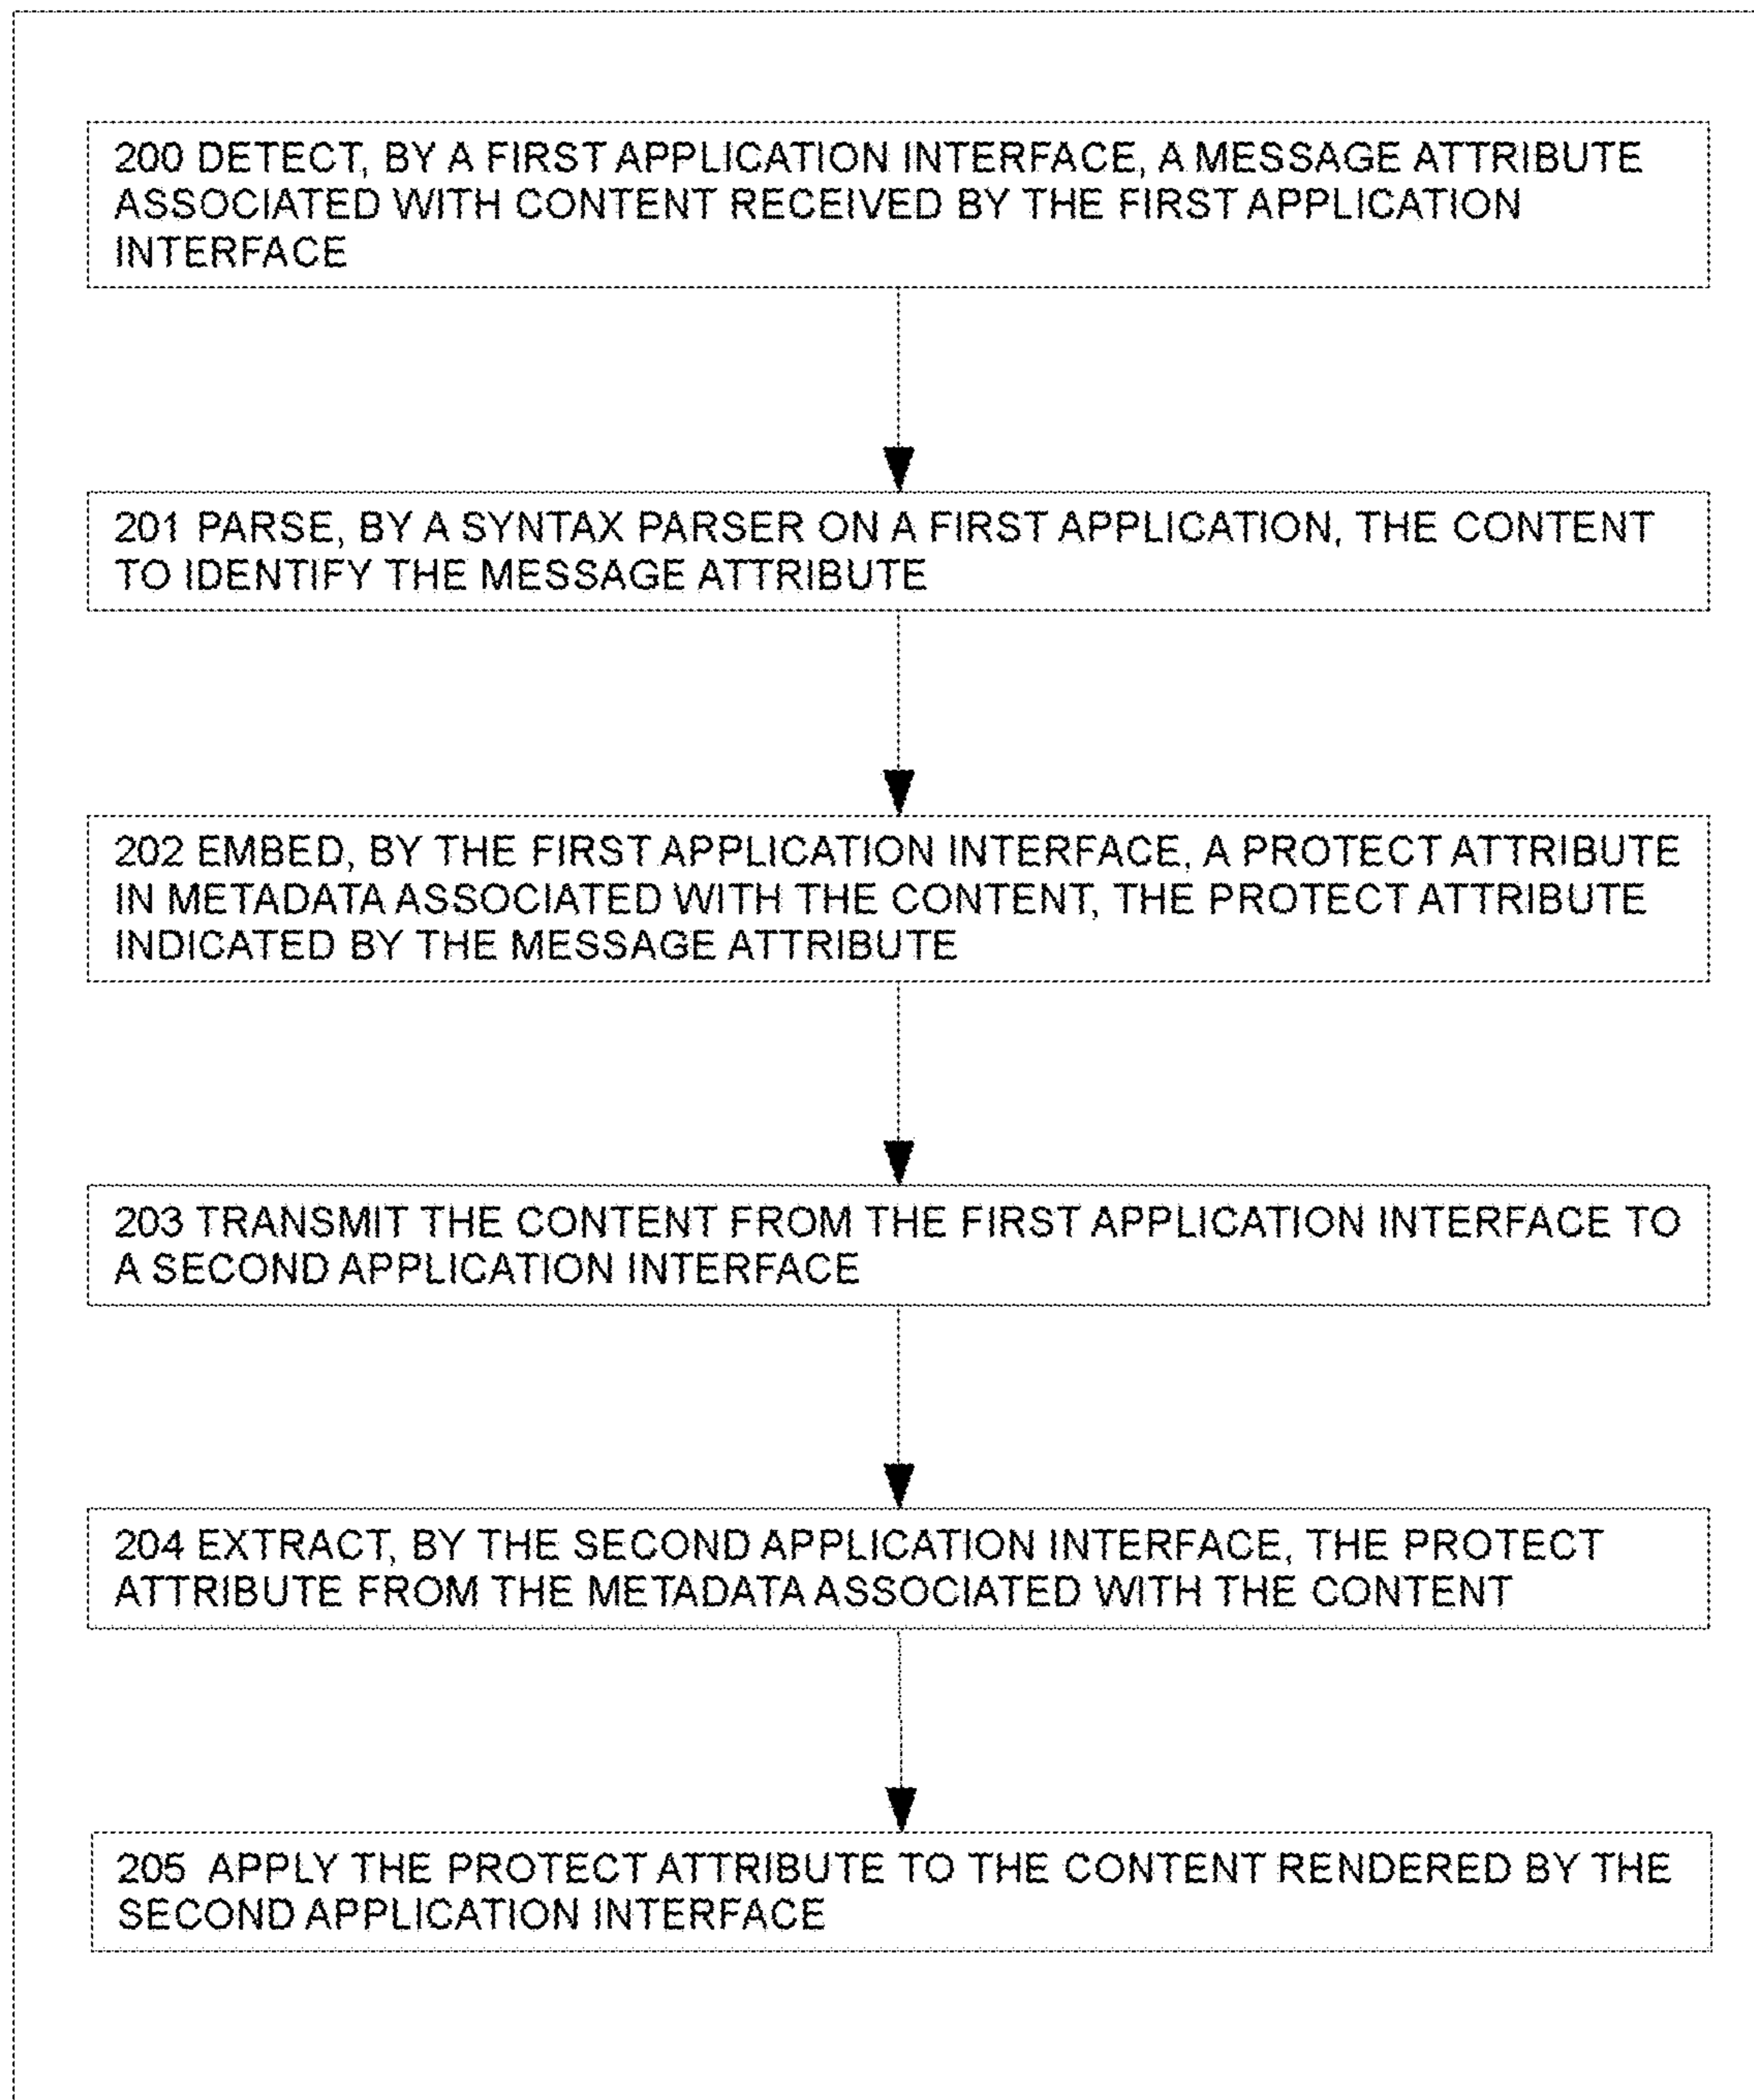 200 DETECT, BY A FIRST APPLICATION INTERFACE, A MESSAGE ATTRIBUTE
ASSOCIATED WITH CONTENT RECEIVED BY THE FIRST APPLICATION
INTERFACE
201 PARSE, BY A SYNTAX PARSER ON A FIRST APPLICATION, THE CONTENT
TO IDENTIFY THE MESSAGE ATTRIBUTE
202 EMBED, BY THE FIRST APPLICATION INTERFACE, A PROTECT ATTRIBUTE
IN METADATA ASSOCIATED WITH THE CONTENT, THE PROTECT ATTRIBUTE
INDICATED BY THE MESSAGE ATTRIBUTE
203 TRANSMIT THE CONTENT FROM THE FIRST APPLICATION INTERFACE TO
A SECOND APPLICATION INTERFACE
204 EXTRACT, BY THE SECOND APPLICATION INTERFACE, THE PROTECT
ATTRIBUTE FROM THE METADATA ASSOCIATED WITH THE CONTENT
205 APPLY THE PROTECT ATTRIBUTE TO THE CONTENT RENDERED BY THE
SECOND APPLICATION INTERFACE